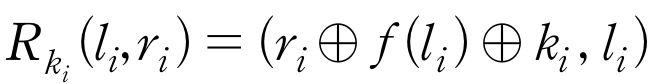 R_{k_i}(l_i,r_i) = (r_i ⊕ f(l_i) ⊕ k_i, l_i)